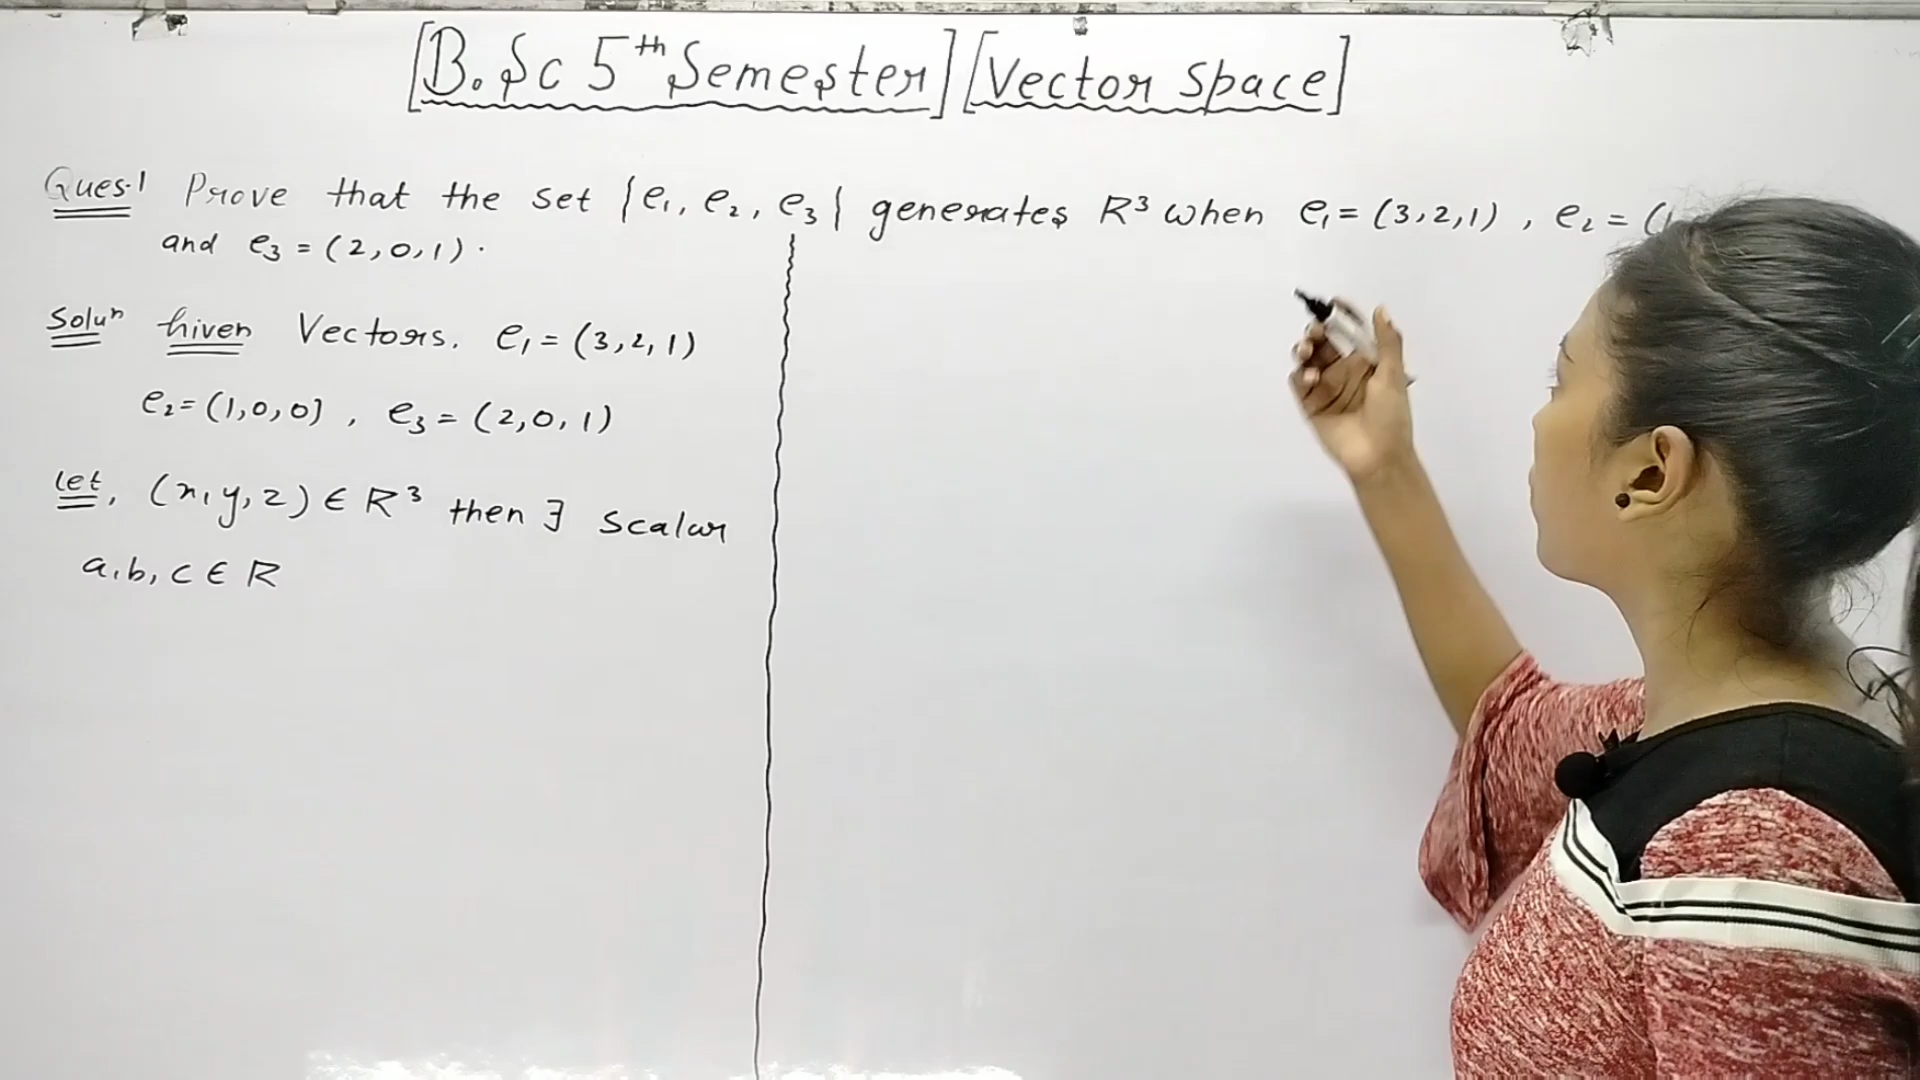 [B.Sc 5th Semester] [Vector Space]
Ques-1 Prove that the set {e₁, e₂, e₃} generates R³ when e₁ = (3,2,1) , e₂ = (1
and e₃ = (2,0,1) .
Soluⁿ Given Vectors. e₁ = (3,2,1)
e₂ = (1,0,0) , e₃ = (2,0,1)
Let, (x,y,z) ∈ R³ then ∃ Scalar
a,b,c ∈ R